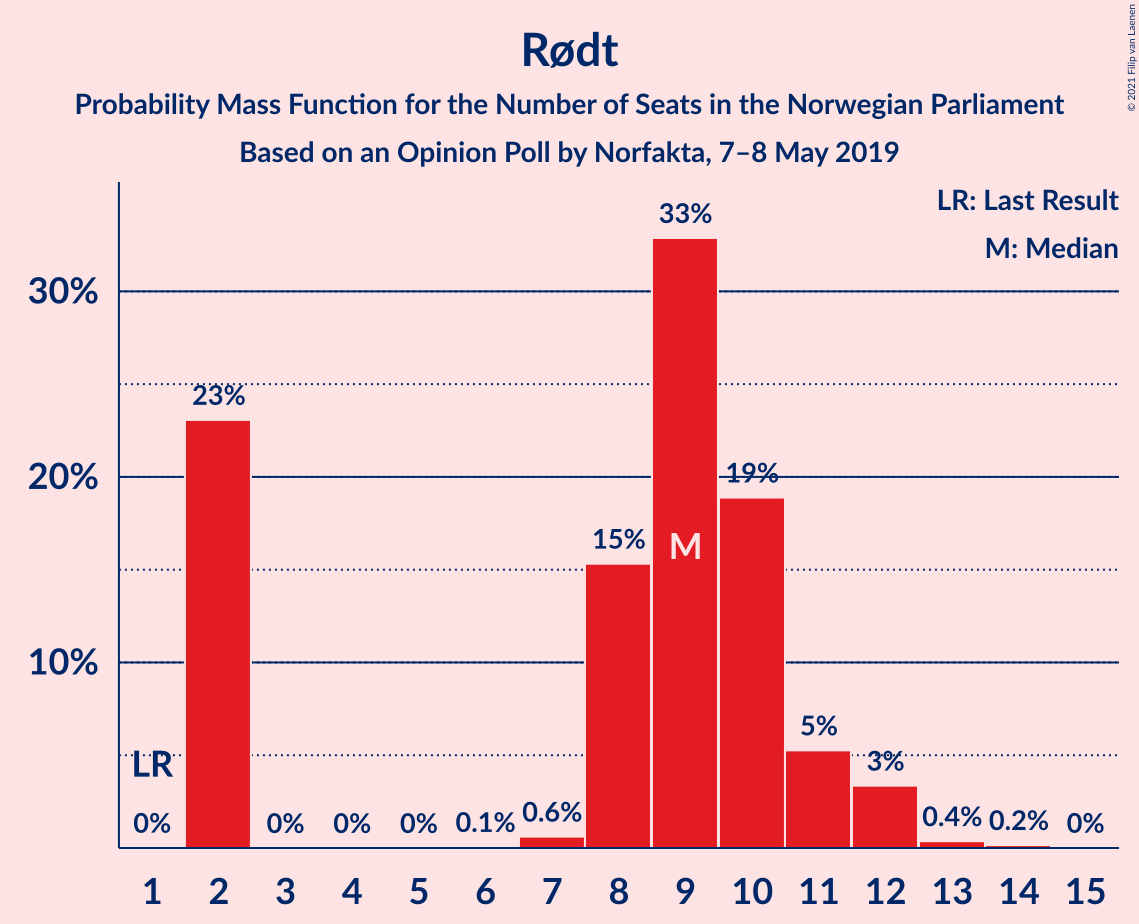 © 2021 Filip van Laenen
Rødt
Probability Mass Function for the Number of Seats in the Norwegian Parliament
Based on an Opinion Poll by Norfakta, 7–8 May 2019
LR: Last Result
M: Median
33%
30%
23%
20%
19%
15%
M
10%
5%
LR
3%
0%
0%
0%
0%
0.1%
0.6%
0.4%
0.2%
0%
1 2 3 4 5 6 7 8 9 10 11 12 13 14 15